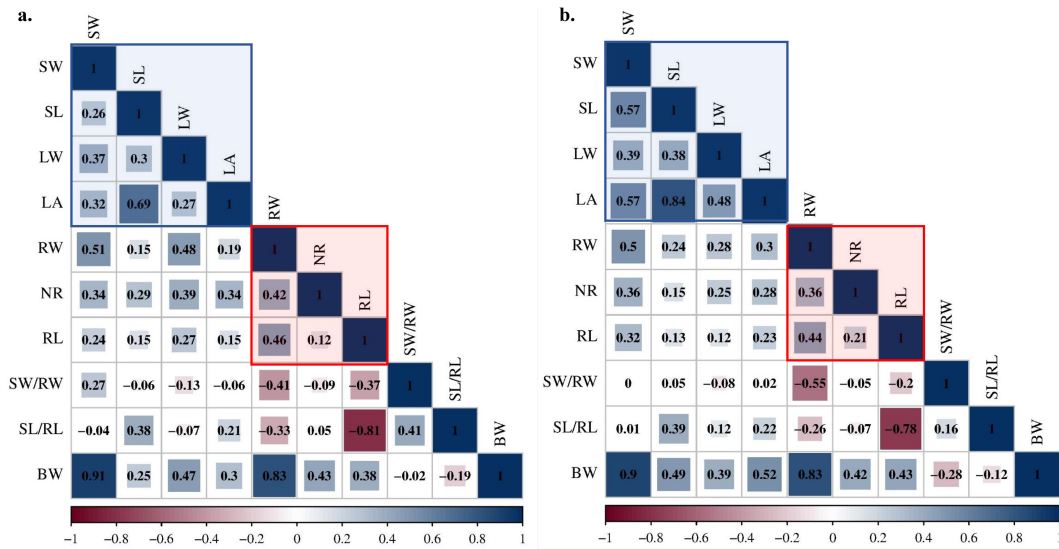 a.
SW
SW 1 SL
SL 0.26 1 LW
LW 0.37 0.3 1 LA
LA 0.32 0.69 0.27 1 RW
RW 0.51 0.15 0.48 0.19 1 NR
NR 0.34 0.29 0.39 0.34 0.42 1 RL
RL 0.24 0.15 0.27 0.15 0.46 0.12 1 SW/RW
SW/RW 0.27 −0.06 −0.13 −0.06 −0.41 −0.09 −0.37 1 SL/RL
SL/RL −0.04 0.38 −0.07 0.21 −0.33 0.05 −0.81 0.41 1 BW
BW 0.91 0.25 0.47 0.3 0.83 0.43 0.38 −0.02 −0.19 1
−1 −0.8 −0.6 −0.4 −0.2 0 0.2 0.4 0.6 0.8 1
b.
SW
SW 1 SL
SL 0.57 1 LW
LW 0.39 0.38 1 LA
LA 0.57 0.84 0.48 1 RW
RW 0.5 0.24 0.28 0.3 1 NR
NR 0.36 0.15 0.25 0.28 0.36 1 RL
RL 0.32 0.13 0.12 0.23 0.44 0.21 1 SW/RW
SW/RW 0 0.05 −0.08 0.02 −0.55 −0.05 −0.2 1 SL/RL
SL/RL 0.01 0.39 0.12 0.22 −0.26 −0.07 −0.78 0.16 1 BW
BW 0.9 0.49 0.39 0.52 0.83 0.42 0.43 −0.28 −0.12 1
−1 −0.8 −0.6 −0.4 −0.2 0 0.2 0.4 0.6 0.8 1